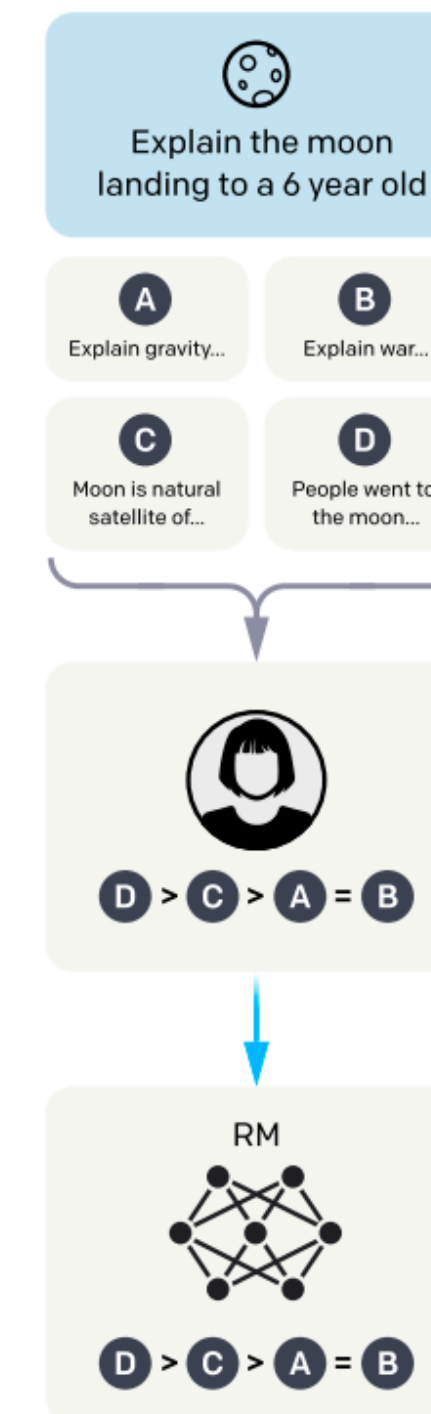 Explain the moon
landing to a 6 year old
A
Explain gravity...
B
Explain war...
C
Moon is natural
satellite of...
D
People went to
the moon...
D > C > A = B
RM
D > C > A = B